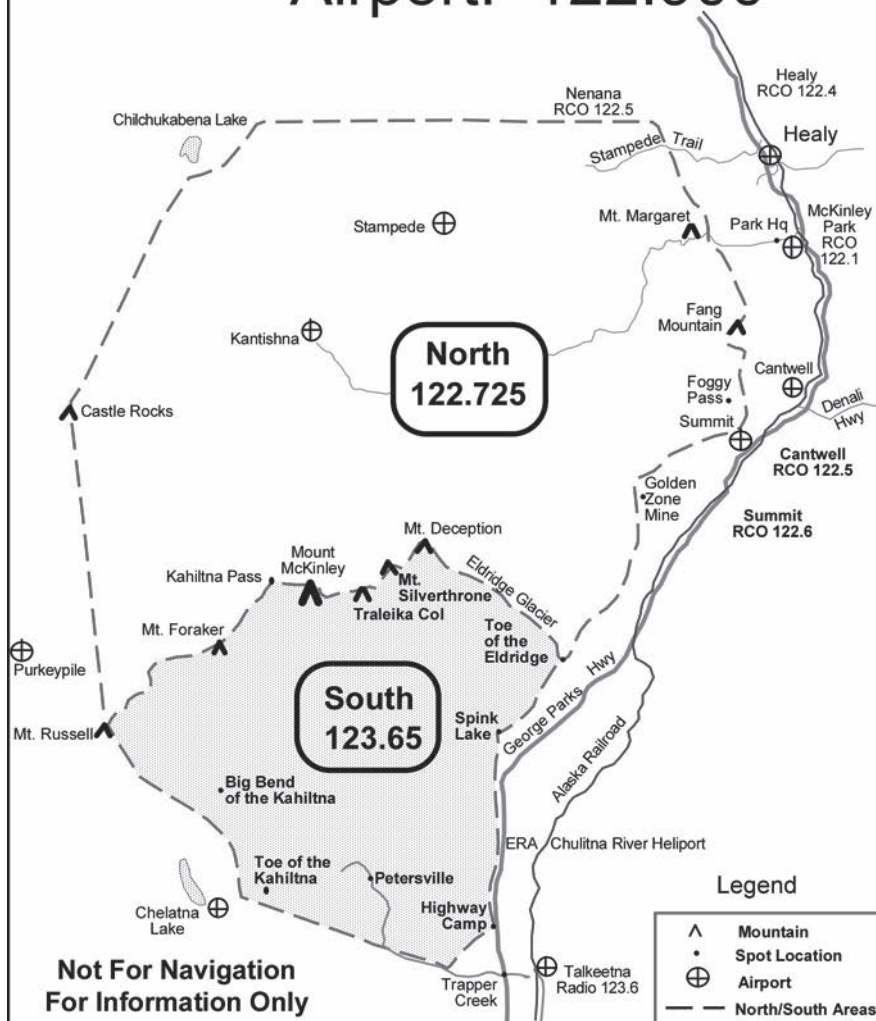 Healy
RCO 122.4
Nenana
RCO 122.5
Chilchukabena Lake
Healy
Stampede Trail
Stampede
Mt. Margaret
Park Hq
McKinley
Park
RCO
122.1
Kantishna
Fang
Mountain
North
122.725
Cantwell
Foggy
Pass
Denali
Hwy
Castle Rocks
Summit
Cantwell
RCO 122.5
Golden
Zone
Mine
Summit
RCO 122.6
Mt. Deception
Mount
McKinley
Kahiltna Pass
Eldridge Glacier
Mt.
Silverthrone
Traleika Col
Mt. Foraker
Toe
of the
Eldridge
Purkeypile
South
123.65
George Parks Hwy
Spink
Lake
Mt. Russell
Alaska Railroad
Big Bend
of the Kahiltna
ERA Chulitna River Heliport
Toe of the
Kahiltna
Petersville
Chelatna
Lake
Highway
Camp
Legend
Mountain
Spot Location
Airport
North/South Areas
Not For Navigation
For Information Only
Trapper
Creek
Talkeetna
Radio 123.6